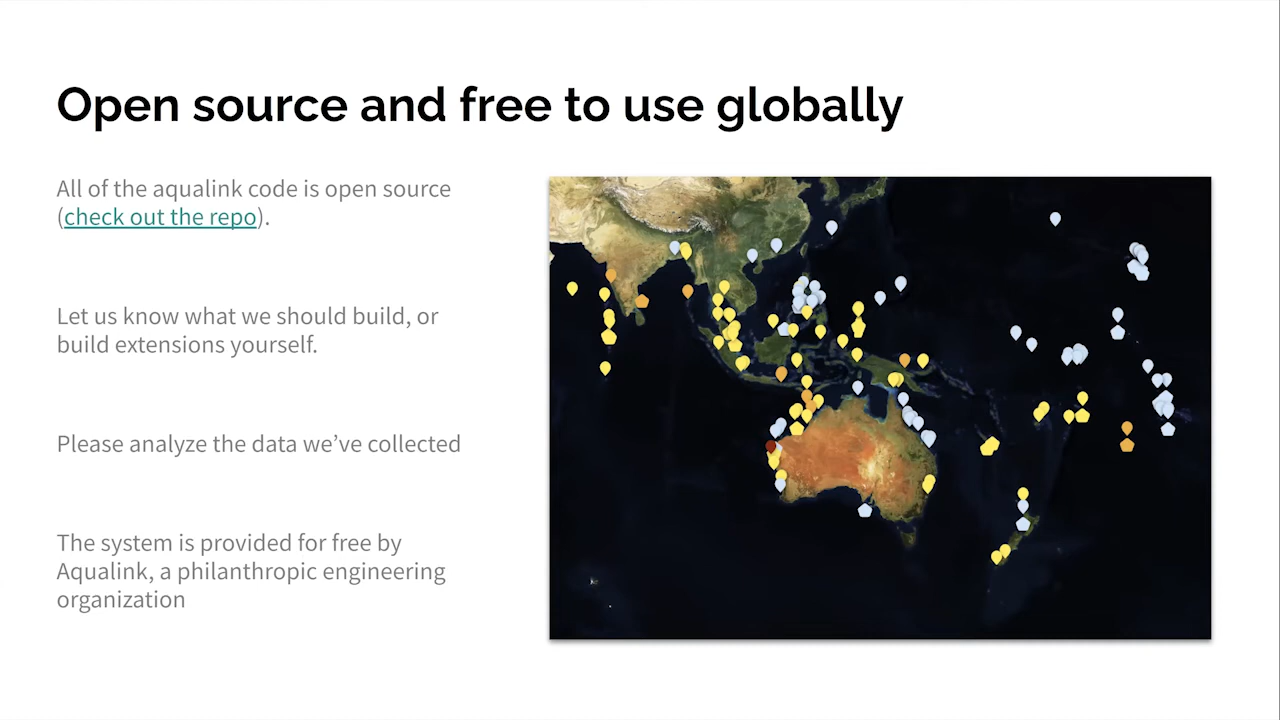 Open source and free to use globally
All of the aqualink code is open source
(check out the repo).
Let us know what we should build, or
build extensions yourself.
Please analyze the data we’ve collected
The system is provided for free by
Aqualink, a philanthropic engineering
organization